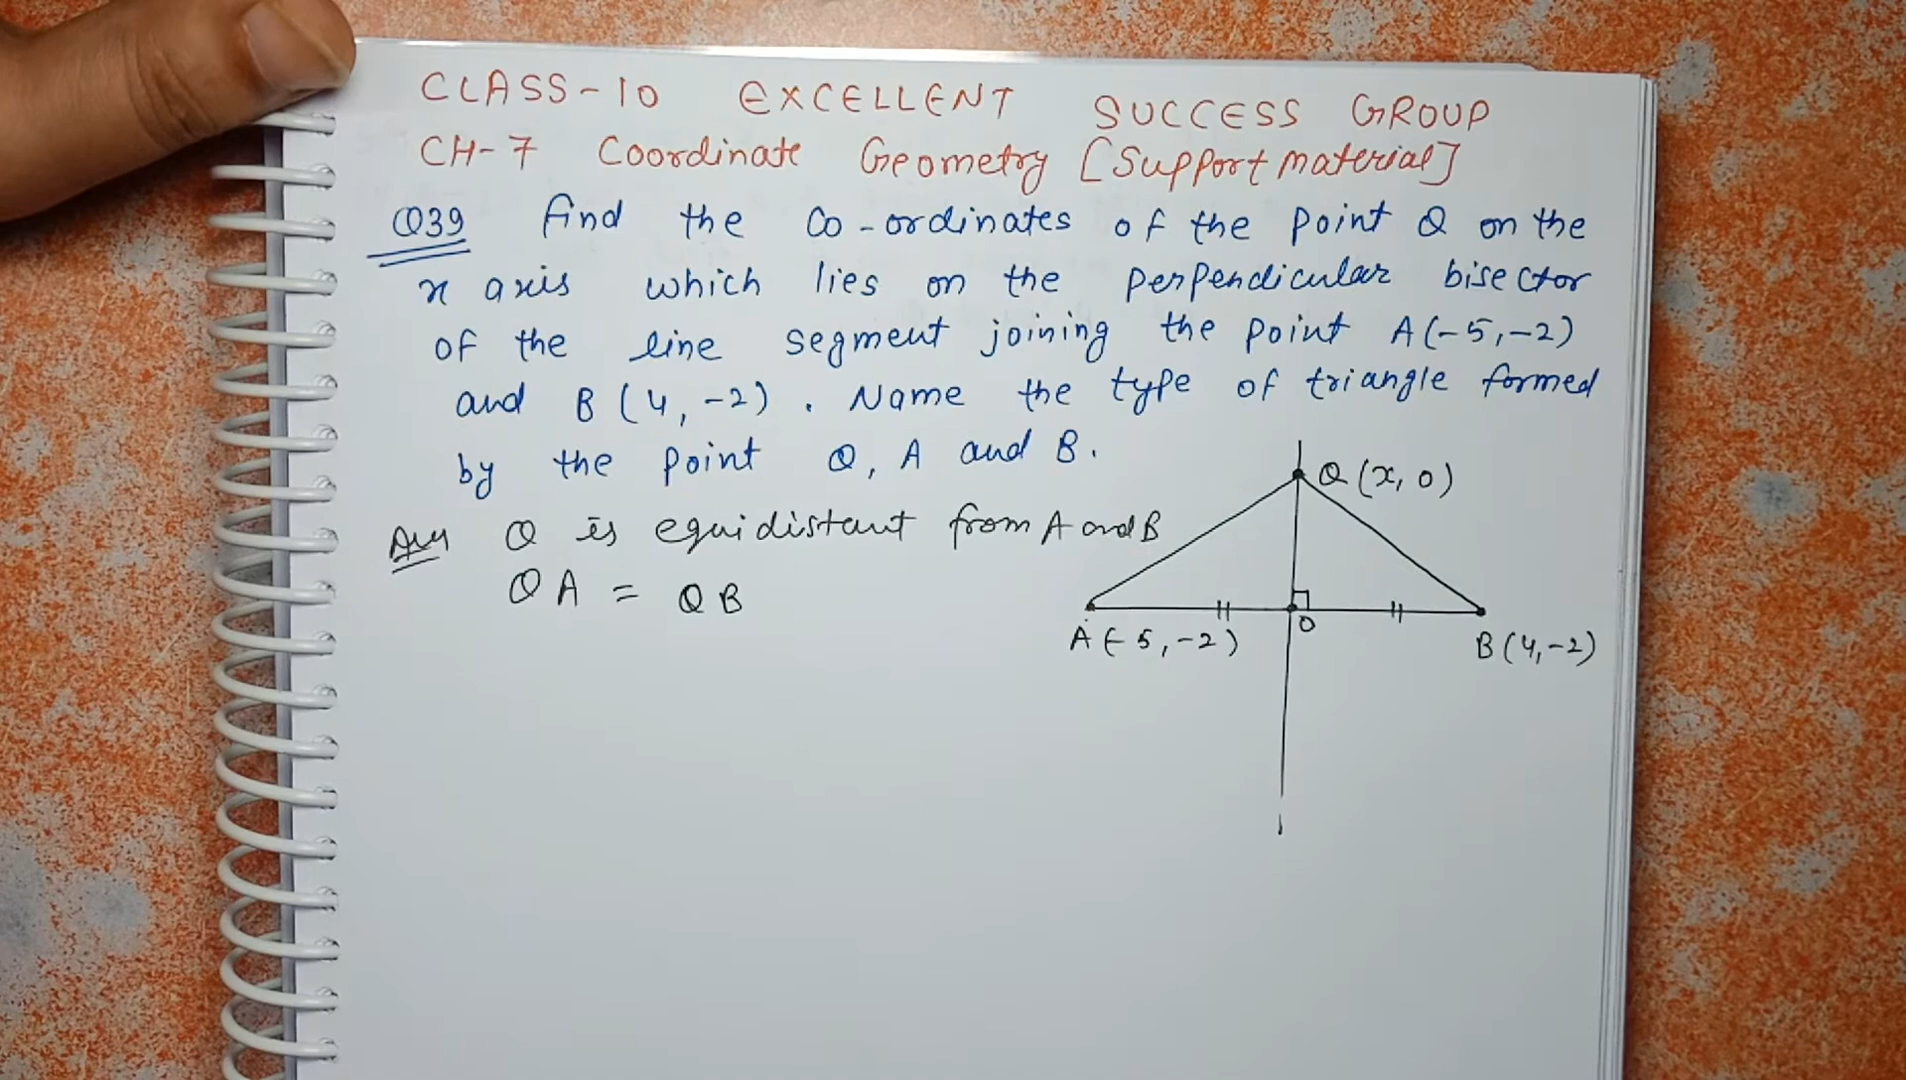 CLASS-10 EXCELLENT SUCCESS GROUP
CH-7 Coordinate Geometry [Support material]
Q39 find the Co-ordinates of the point Q on the
x axis which lies on the perpendicular bisector
of the line segment joining the point A(-5,-2)
and B(4,-2). Name the type of triangle formed
by the point Q, A and B.
Q(x, 0)
Ans Q is equidistant from A and B
QA = QB
A(-5,-2)
O
B(4,-2)